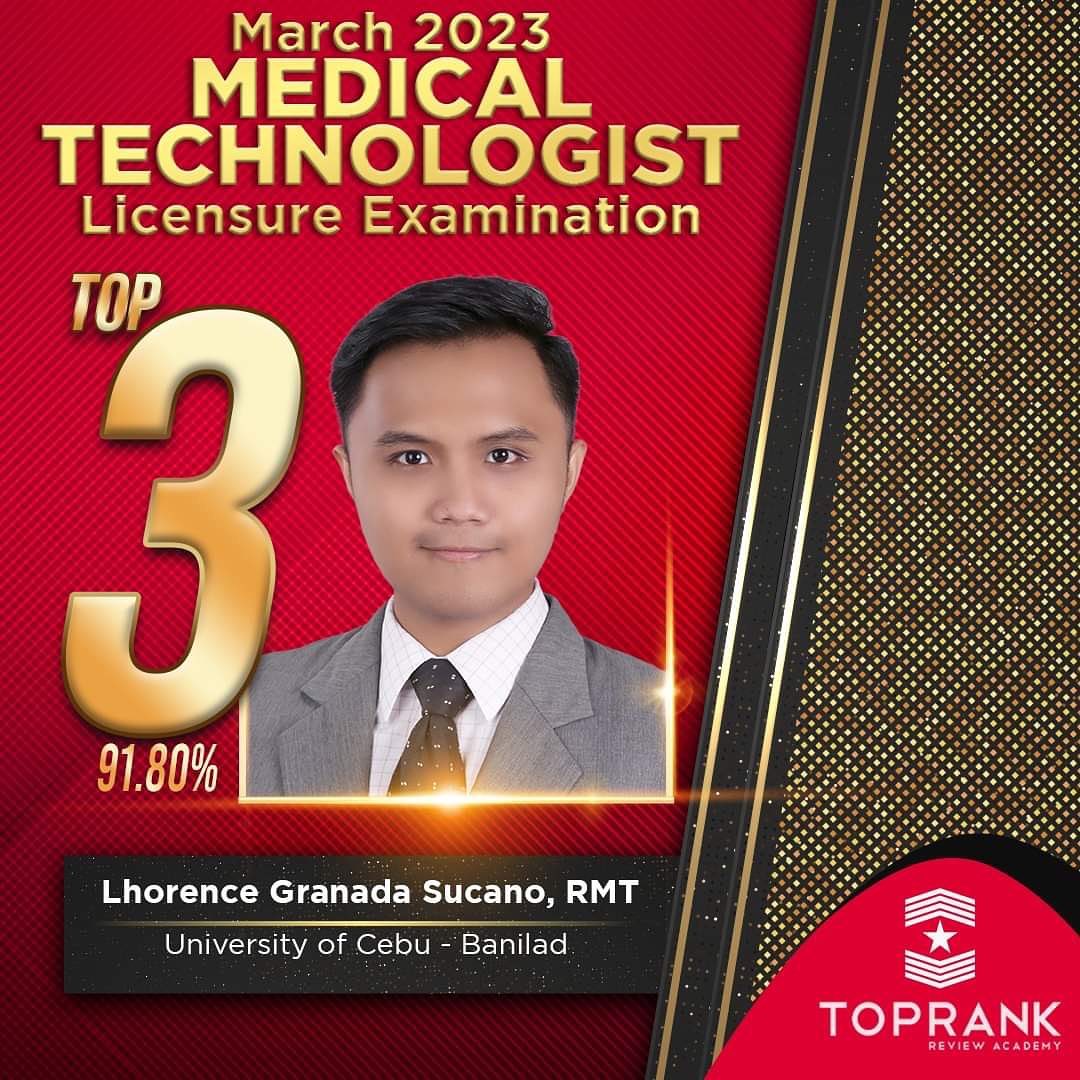 March 2023
MEDICAL
TECHNOLOGIST
Licensure Examination
TOP
3
91.80%
Lhorence Granada Sucano, RMT
University of Cebu - Banilad
TOPRANK
REVIEW ACADEMY